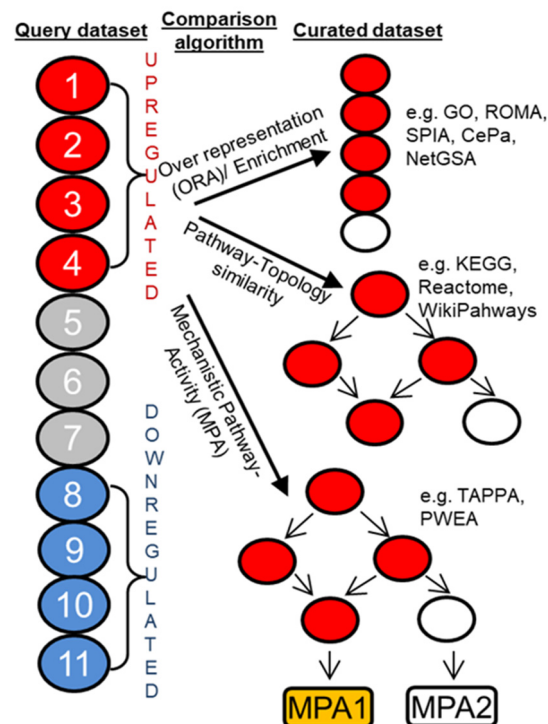 Query dataset
Comparison
algorithm
Curated dataset
1
2
3
4
5
6
7
8
9
10
11
UPREGULATED
DOWNREGULATED
Over representation
(ORA)/ Enrichment
e.g. GO, ROMA,
SPIA, CePa,
NetGSA
Pathway-Topology
similarity
e.g. KEGG,
Reactome,
WikiPahways
Mechanistic Pathway-
Activity (MPA)
e.g. TAPPA,
PWEA
MPA1
MPA2